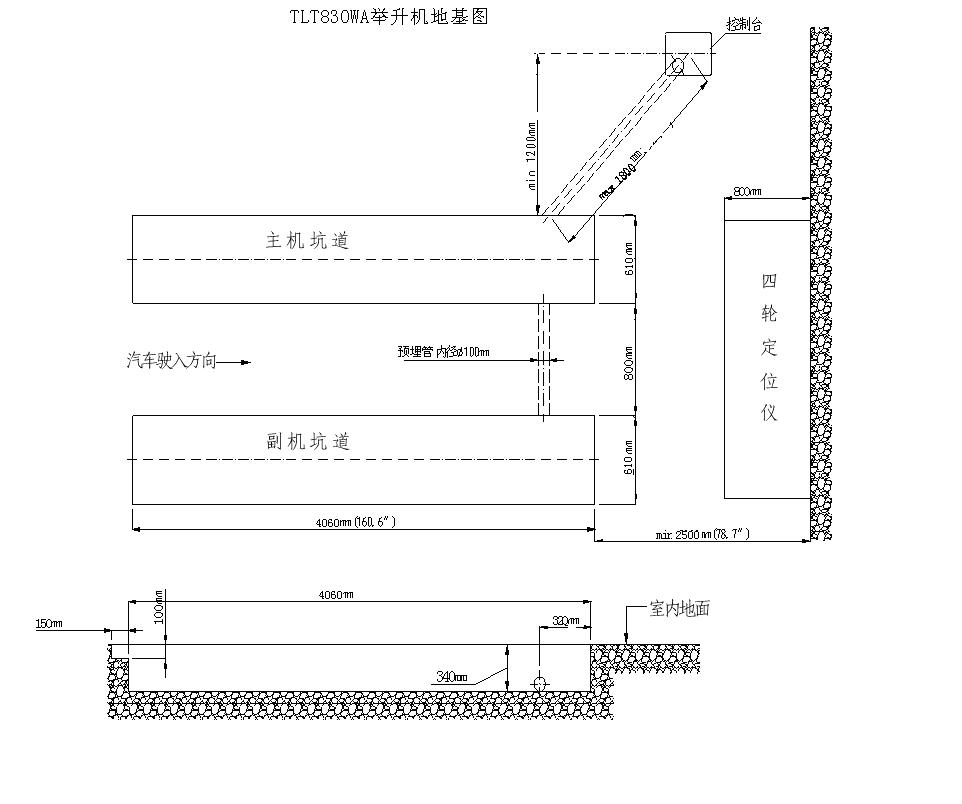 TLT830WA举升机地基图
控制台
min 1200mm
max 1800mm
800mm
主机坑道
610mm
四轮定位仪
汽车驶入方向
预埋管 内径ø100mm
800mm
副机坑道
610mm
4060mm(160.6″)
min 2500mm(78.7″)
4060mm
100mm
室内地面
150mm
320mm
340mm